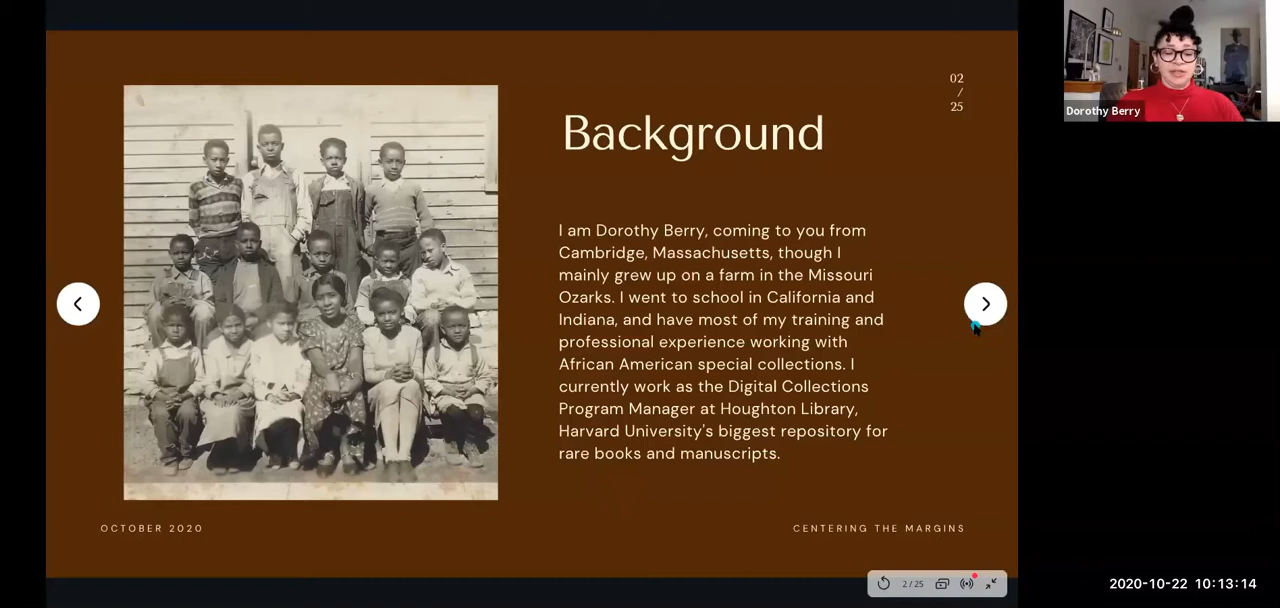 02
/
25
Background
I am Dorothy Berry, coming to you from
Cambridge, Massachusetts, though I
mainly grew up on a farm in the Missouri
Ozarks. I went to school in California and
Indiana, and have most of my training and
professional experience working with
African American special collections. I
currently work as the Digital Collections
Program Manager at Houghton Library,
Harvard University's biggest repository for
rare books and manuscripts.
OCTOBER 2020
CENTERING THE MARGINS
2 / 25
Dorothy Berry
2020-10-22 10:13:14